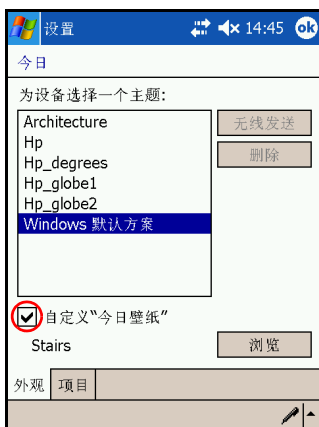 设置 14:45 ok
今日
为设备选择一个主题:
Architecture
Hp
Hp_degrees
Hp_globe1
Hp_globe2
Windows 默认方案
无线发送
删除
自定义“今日壁纸”
Stairs 浏览
外观 项目